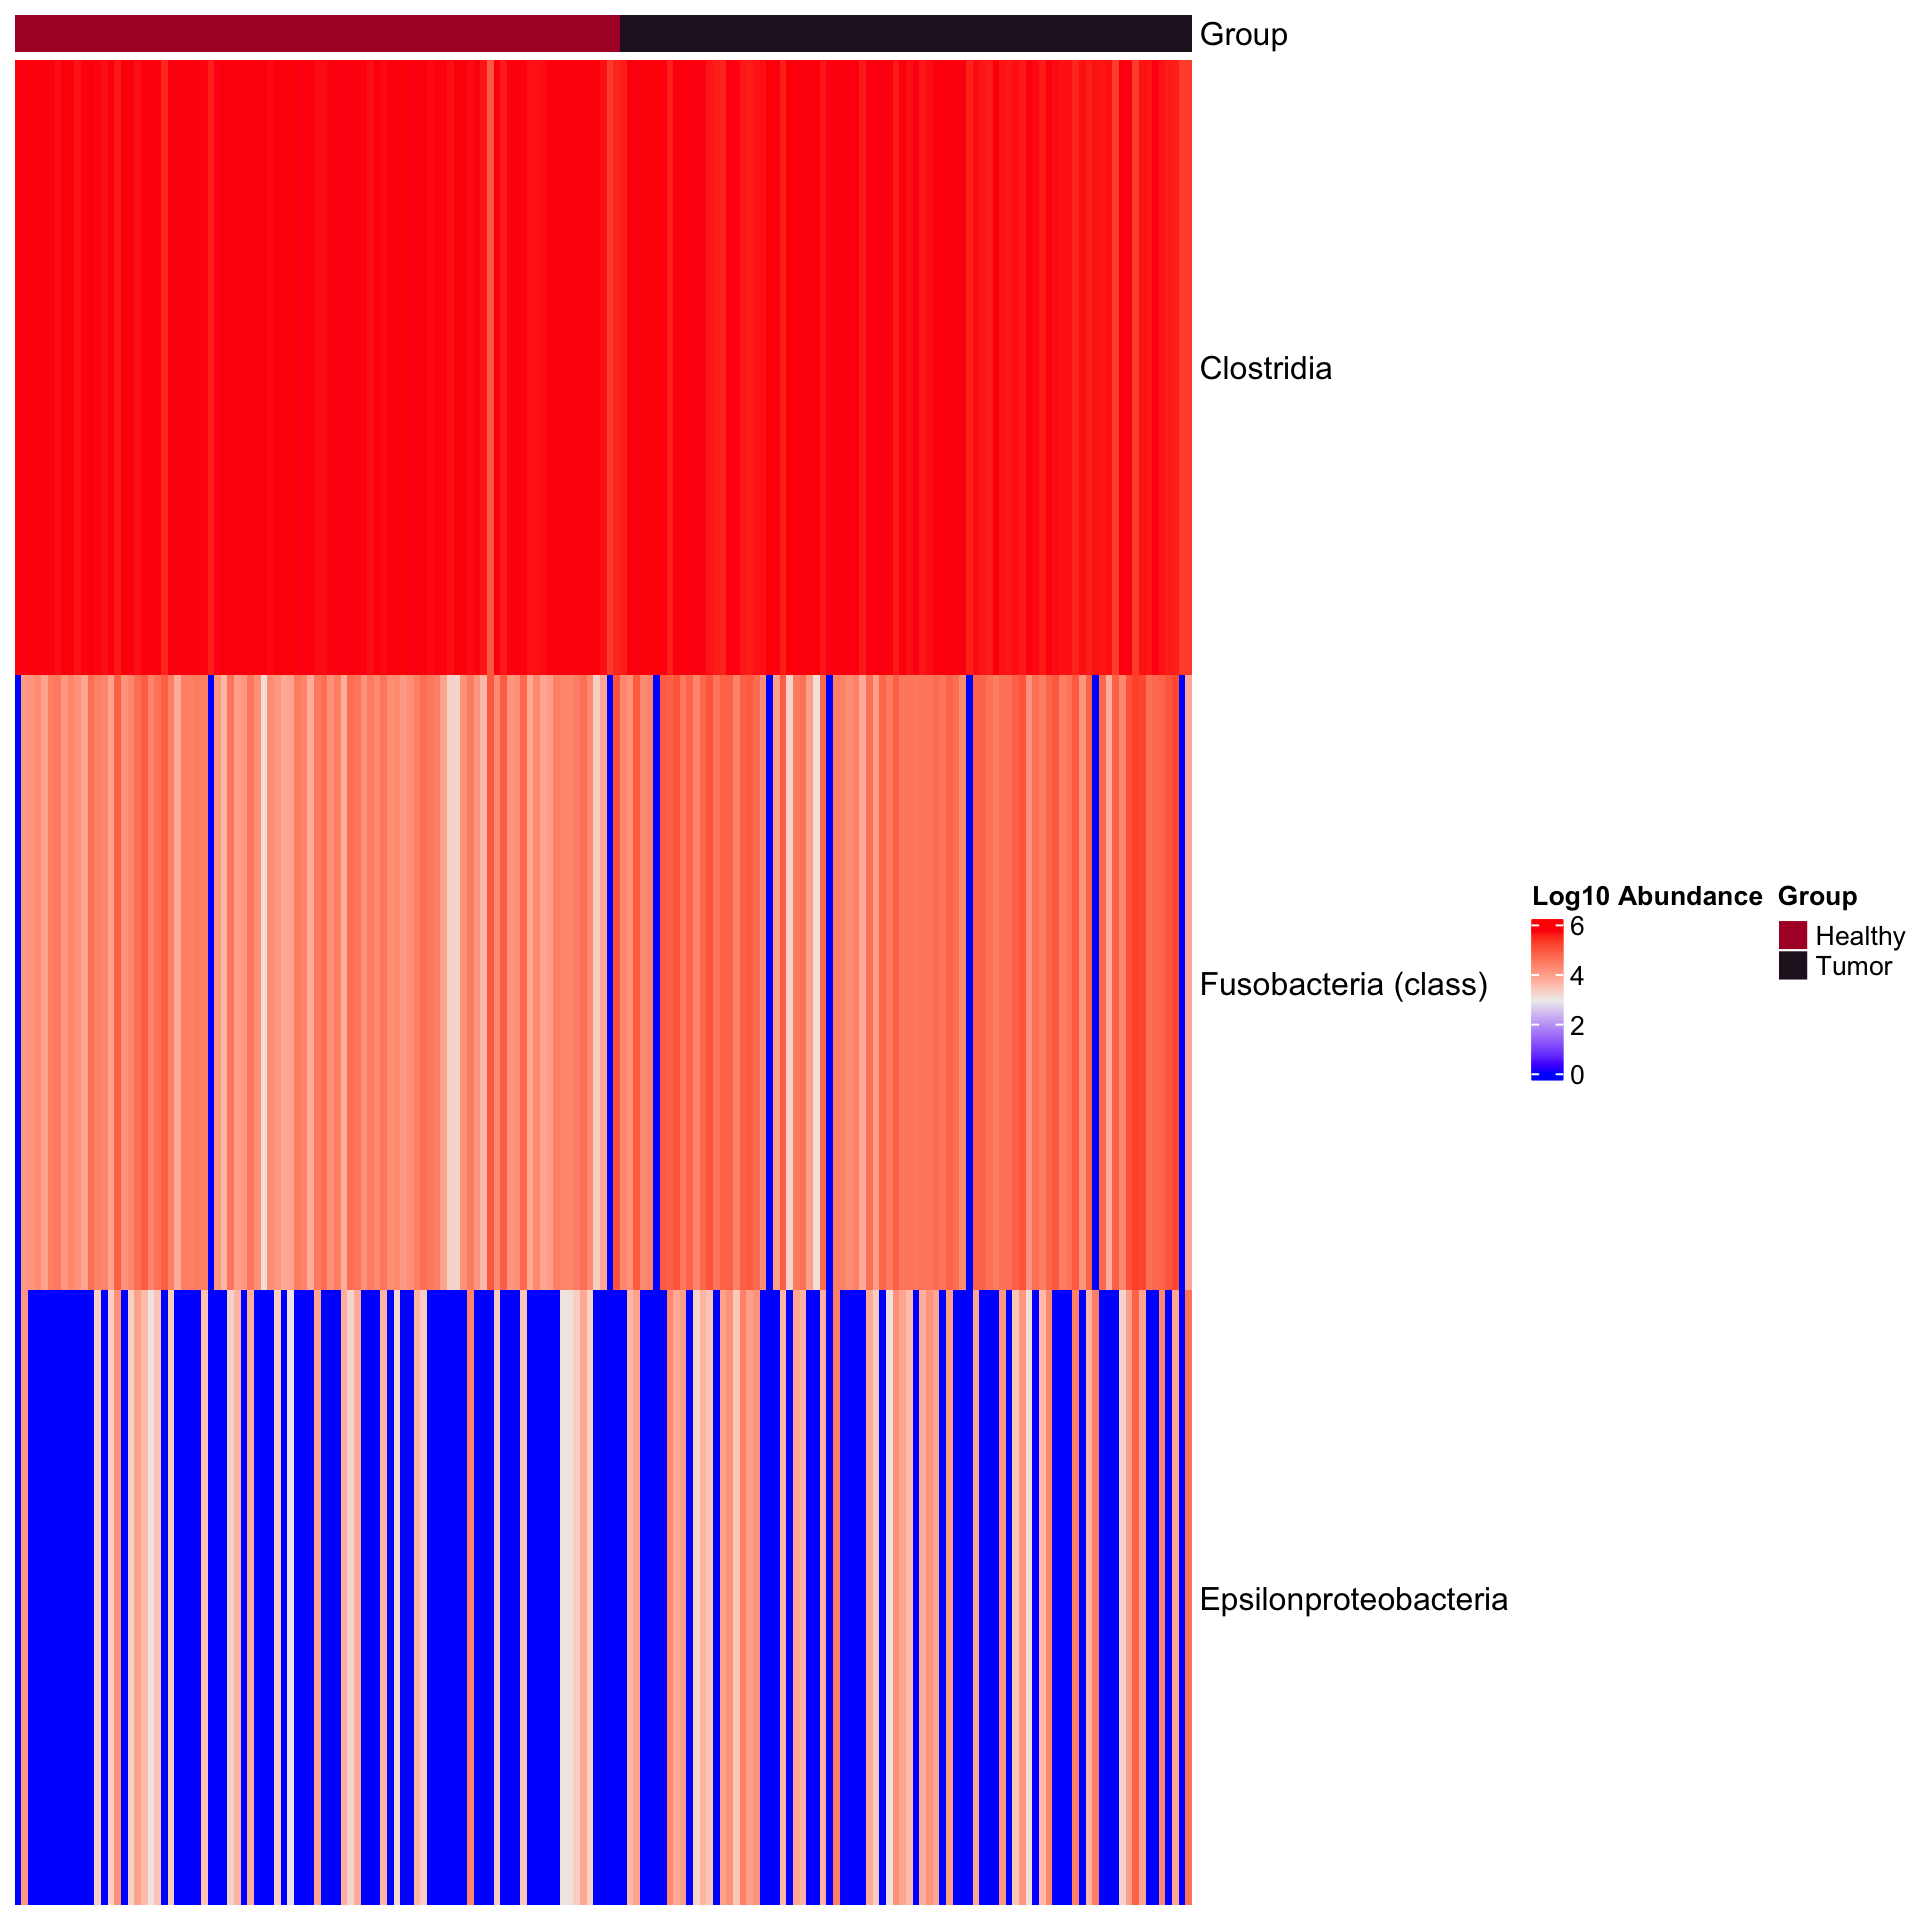 Group
Clostridia
Fusobacteria (class)
Epsilonproteobacteria
Log10 Abundance
6
4
2
0
Group
Healthy
Tumor